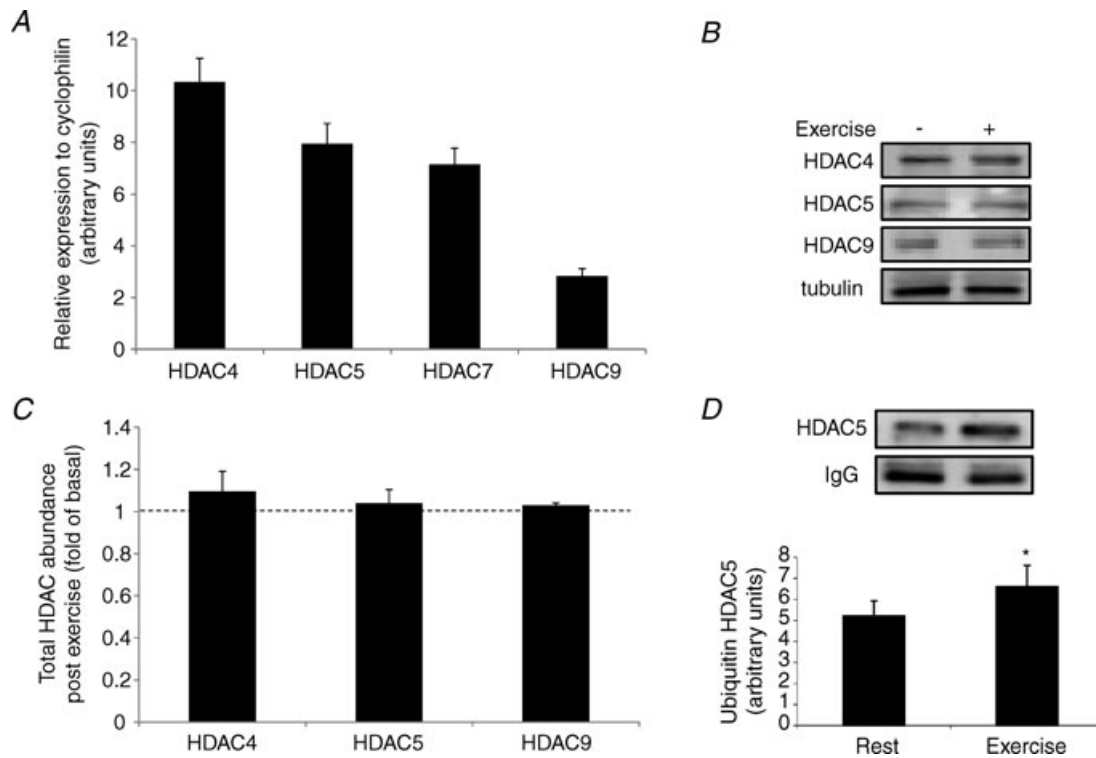 A
Relative expression to cyclophilin
(arbitrary units)
12
10
8
6
4
2
0
HDAC4 HDAC5 HDAC7 HDAC9
B
Exercise - +
HDAC4
HDAC5
HDAC9
tubulin
C
Total HDAC abundance
post exercise (fold of basal)
1.4
1.2
1
0.8
0.6
0.4
0.2
0
HDAC4 HDAC5 HDAC9
D
HDAC5
IgG
Ubiquitin HDAC5
(arbitrary units)
8
7
6
5
4
3
2
1
0
*
Rest Exercise